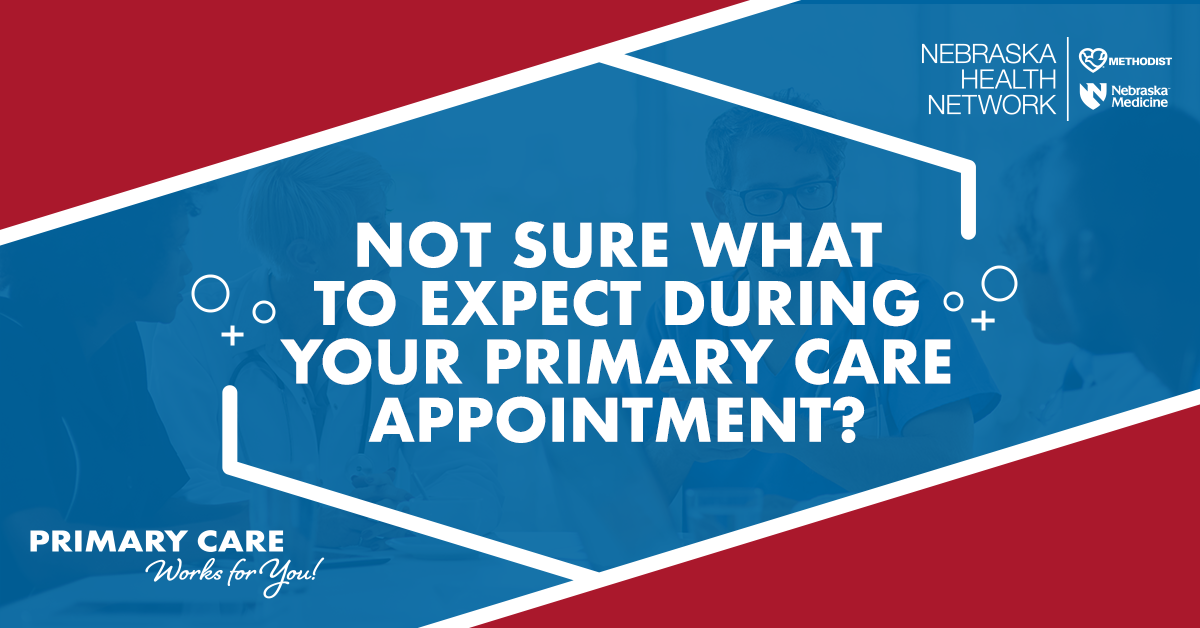 NEBRASKA
HEALTH
NETWORK
METHODIST
Nebraska
Medicine
NOT SURE WHAT
TO EXPECT DURING
YOUR PRIMARY CARE
APPOINTMENT?
PRIMARY CARE
Works for You!